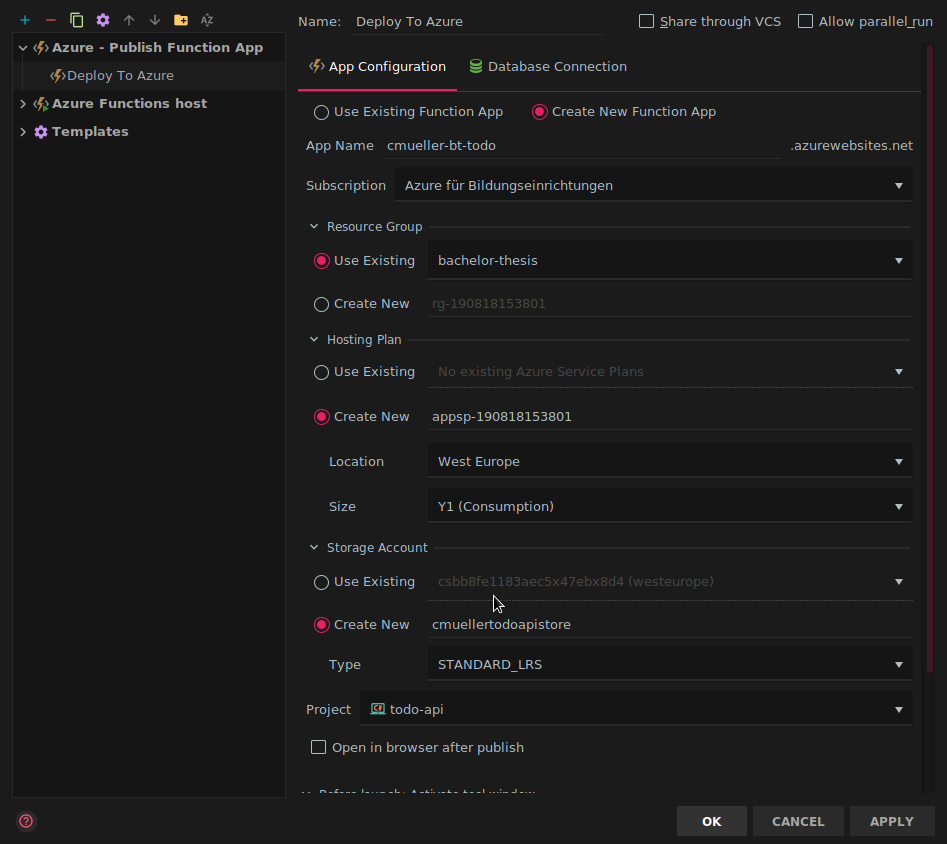 Name: Deploy To Azure
Share through VCS
Allow parallel run
Azure - Publish Function App
Deploy To Azure
Azure Functions host
Templates
App Configuration
Database Connection
Use Existing Function App
Create New Function App
App Name cmueller-bt-todo .azurewebsites.net
Subscription Azure für Bildungseinrichtungen
Resource Group
Use Existing bachelor-thesis
Create New rg-190818153801
Hosting Plan
Use Existing No existing Azure Service Plans
Create New appsp-190818153801
Location West Europe
Size Y1 (Consumption)
Storage Account
Use Existing csbb8fe1183aec5x47ebx8d4 (westeurope)
Create New cmuellertodoapistore
Type STANDARD_LRS
Project C# todo-api
Open in browser after publish
Before launch: Activate tool window
OK
CANCEL
APPLY